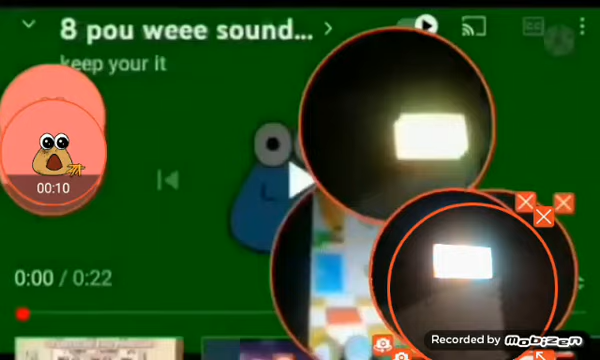 8 pou weee sound...
keep your it
00:10
0:00 / 0:22
Recorded by MOBIZEN